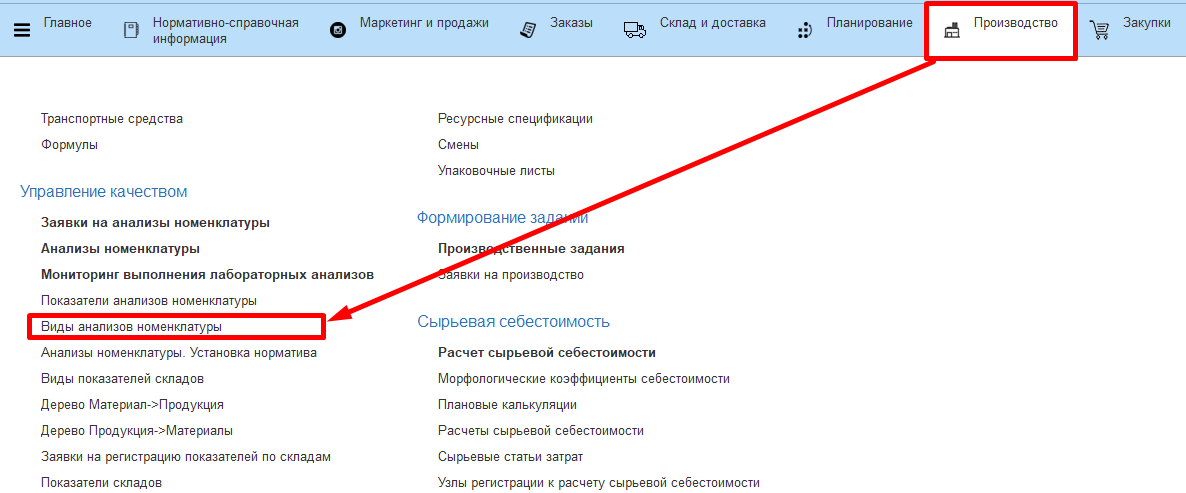 Главное
Нормативно-справочная
информация
Маркетинг и продажи
Заказы
Склад и доставка
Планирование
Производство
Закупки
Транспортные средства
Формулы
Управление качеством
Заявки на анализы номенклатуры
Анализы номенклатуры
Мониторинг выполнения лабораторных анализов
Показатели анализов номенклатуры
Виды анализов номенклатуры
Анализы номенклатуры. Установка норматива
Виды показателей складов
Дерево Материал->Продукция
Дерево Продукция->Материалы
Заявки на регистрацию показателей по складам
Показатели складов
Ресурсные спецификации
Смены
Упаковочные листы
Формирование заданий
Производственные задания
Заявки на производство
Сырьевая себестоимость
Расчет сырьевой себестоимости
Морфологические коэффициенты себестоимости
Плановые калькуляции
Расчеты сырьевой себестоимости
Сырьевые статьи затрат
Узлы регистрации к расчету сырьевой себестоимости